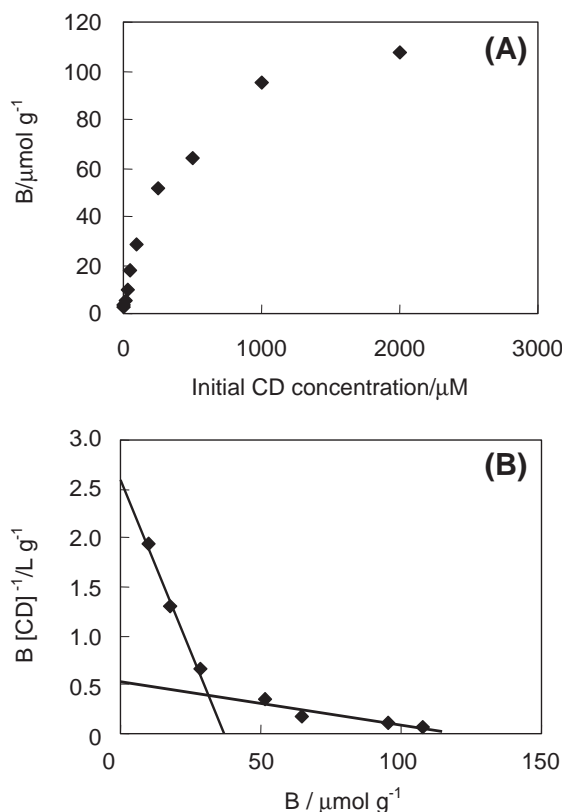 (A)
120
100
80
60
40
20
0
B/μmol g⁻¹
0 1000 2000 3000
Initial CD concentration/μM
(B)
3.0
2.5
2.0
1.5
1.0
0.5
0
B [CD]⁻¹/L g⁻¹
0 50 100 150
B / μmol g⁻¹